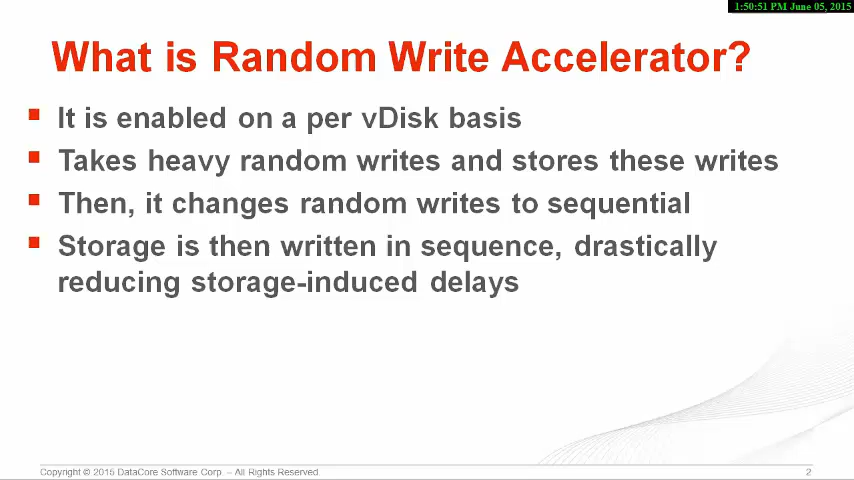 1:50:51 PM June 05, 2015
What is Random Write Accelerator?
It is enabled on a per vDisk basis
Takes heavy random writes and stores these writes
Then, it changes random writes to sequential
Storage is then written in sequence, drastically
reducing storage-induced delays
Copyright © 2015 DataCore Software Corp. – All Rights Reserved.
2